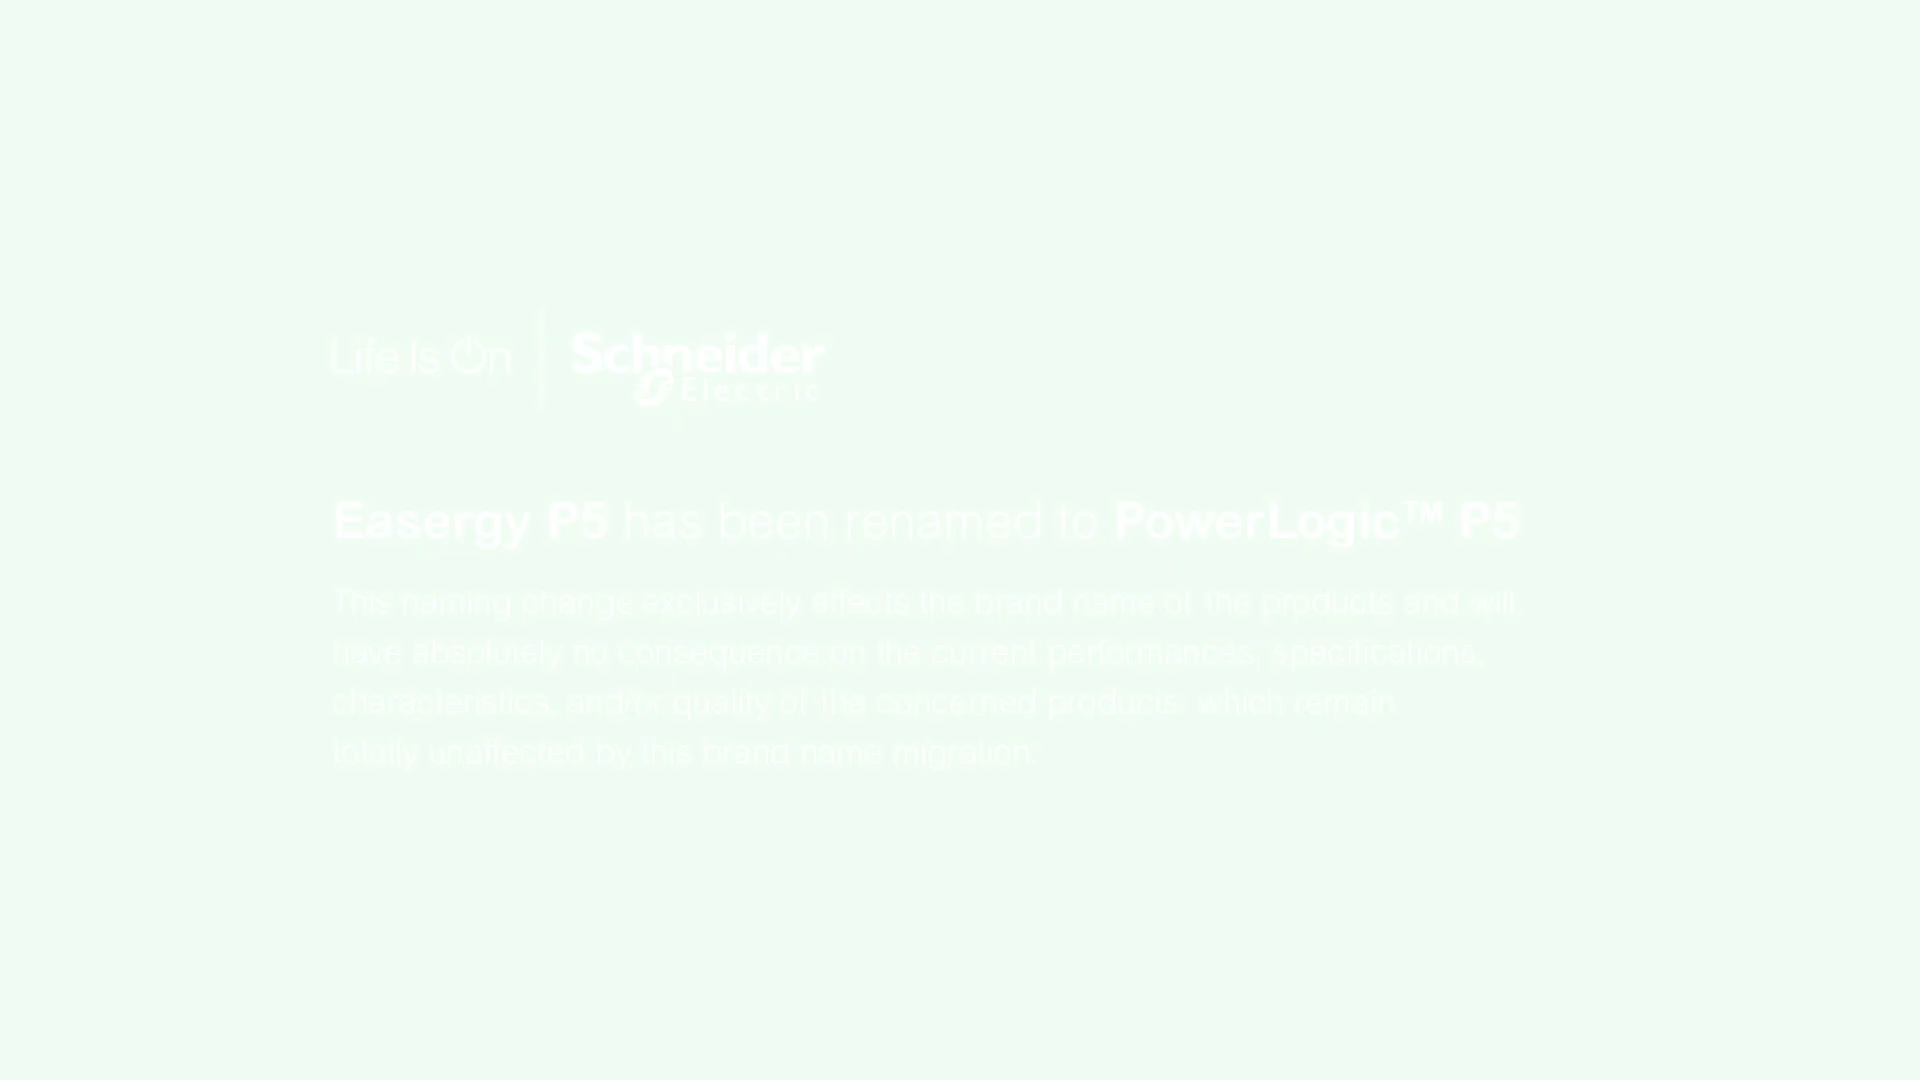 Life Is On
Schneider
Electric
Easergy P5 has been renamed to PowerLogic™ P5
This naming change exclusively affects the brand name of the products and will
have absolutely no consequence on the current performances, specifications,
characteristics, and/or quality of the concerned products, which remain
totally unaffected by this brand name migration.